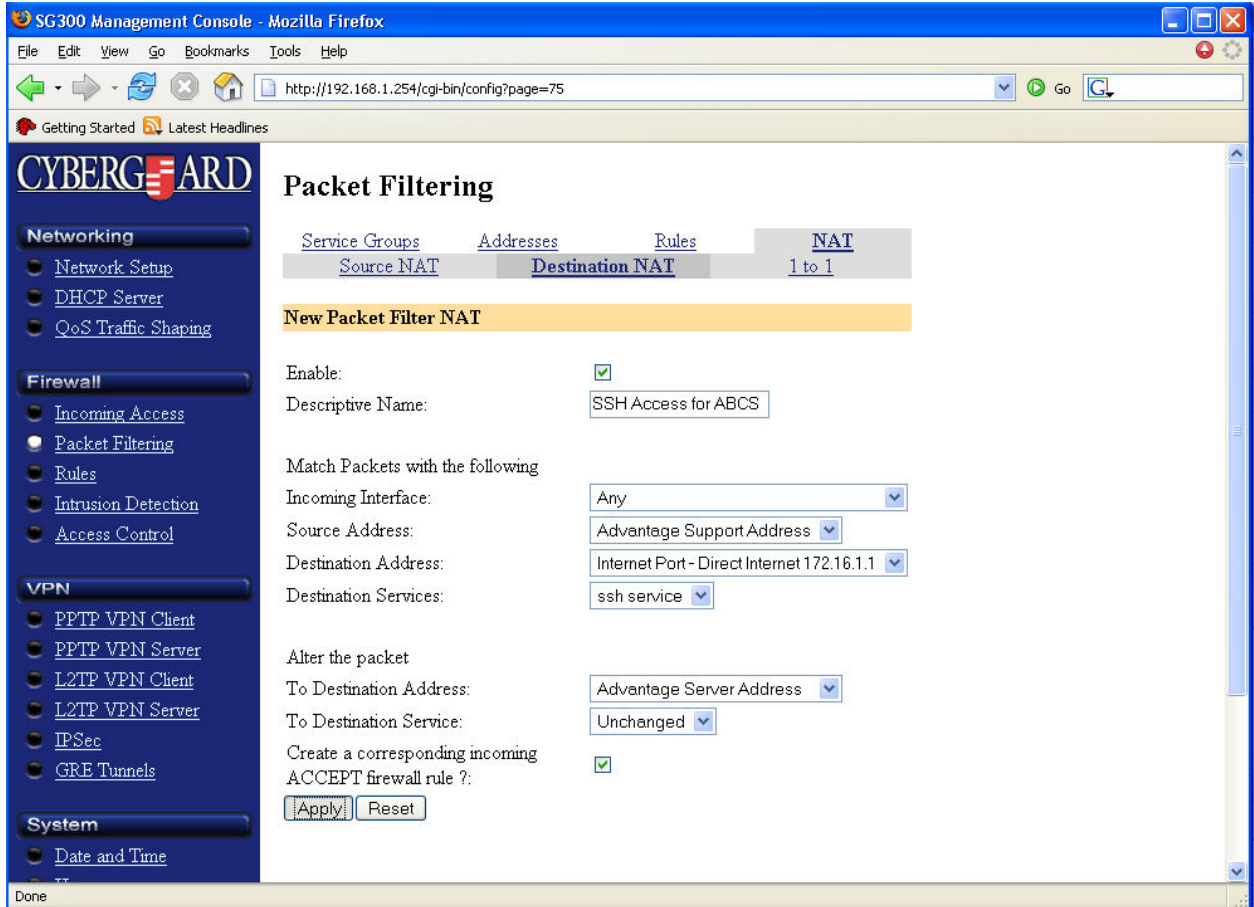 SG300 Management Console - Mozilla Firefox
File Edit View Go Bookmarks Tools Help
http://192.168.1.254/cgi-bin/config?page=75
Go
G
Getting Started Latest Headlines
CYBERGUARD
Networking
Network Setup
DHCP Server
QoS Traffic Shaping
Firewall
Incoming Access
Packet Filtering
Rules
Intrusion Detection
Access Control
VPN
PPTP VPN Client
PPTP VPN Server
L2TP VPN Client
L2TP VPN Server
IPSec
GRE Tunnels
System
Date and Time
Packet Filtering
Service Groups Addresses Rules NAT
Source NAT Destination NAT 1 to 1
New Packet Filter NAT
Enable:
Descriptive Name: SSH Access for ABCS
Match Packets with the following
Incoming Interface: Any
Source Address: Advantage Support Address
Destination Address: Internet Port - Direct Internet 172.16.1.1
Destination Services: ssh service
Alter the packet
To Destination Address: Advantage Server Address
To Destination Service: Unchanged
Create a corresponding incoming
ACCEPT firewall rule ?:
Apply Reset
Done